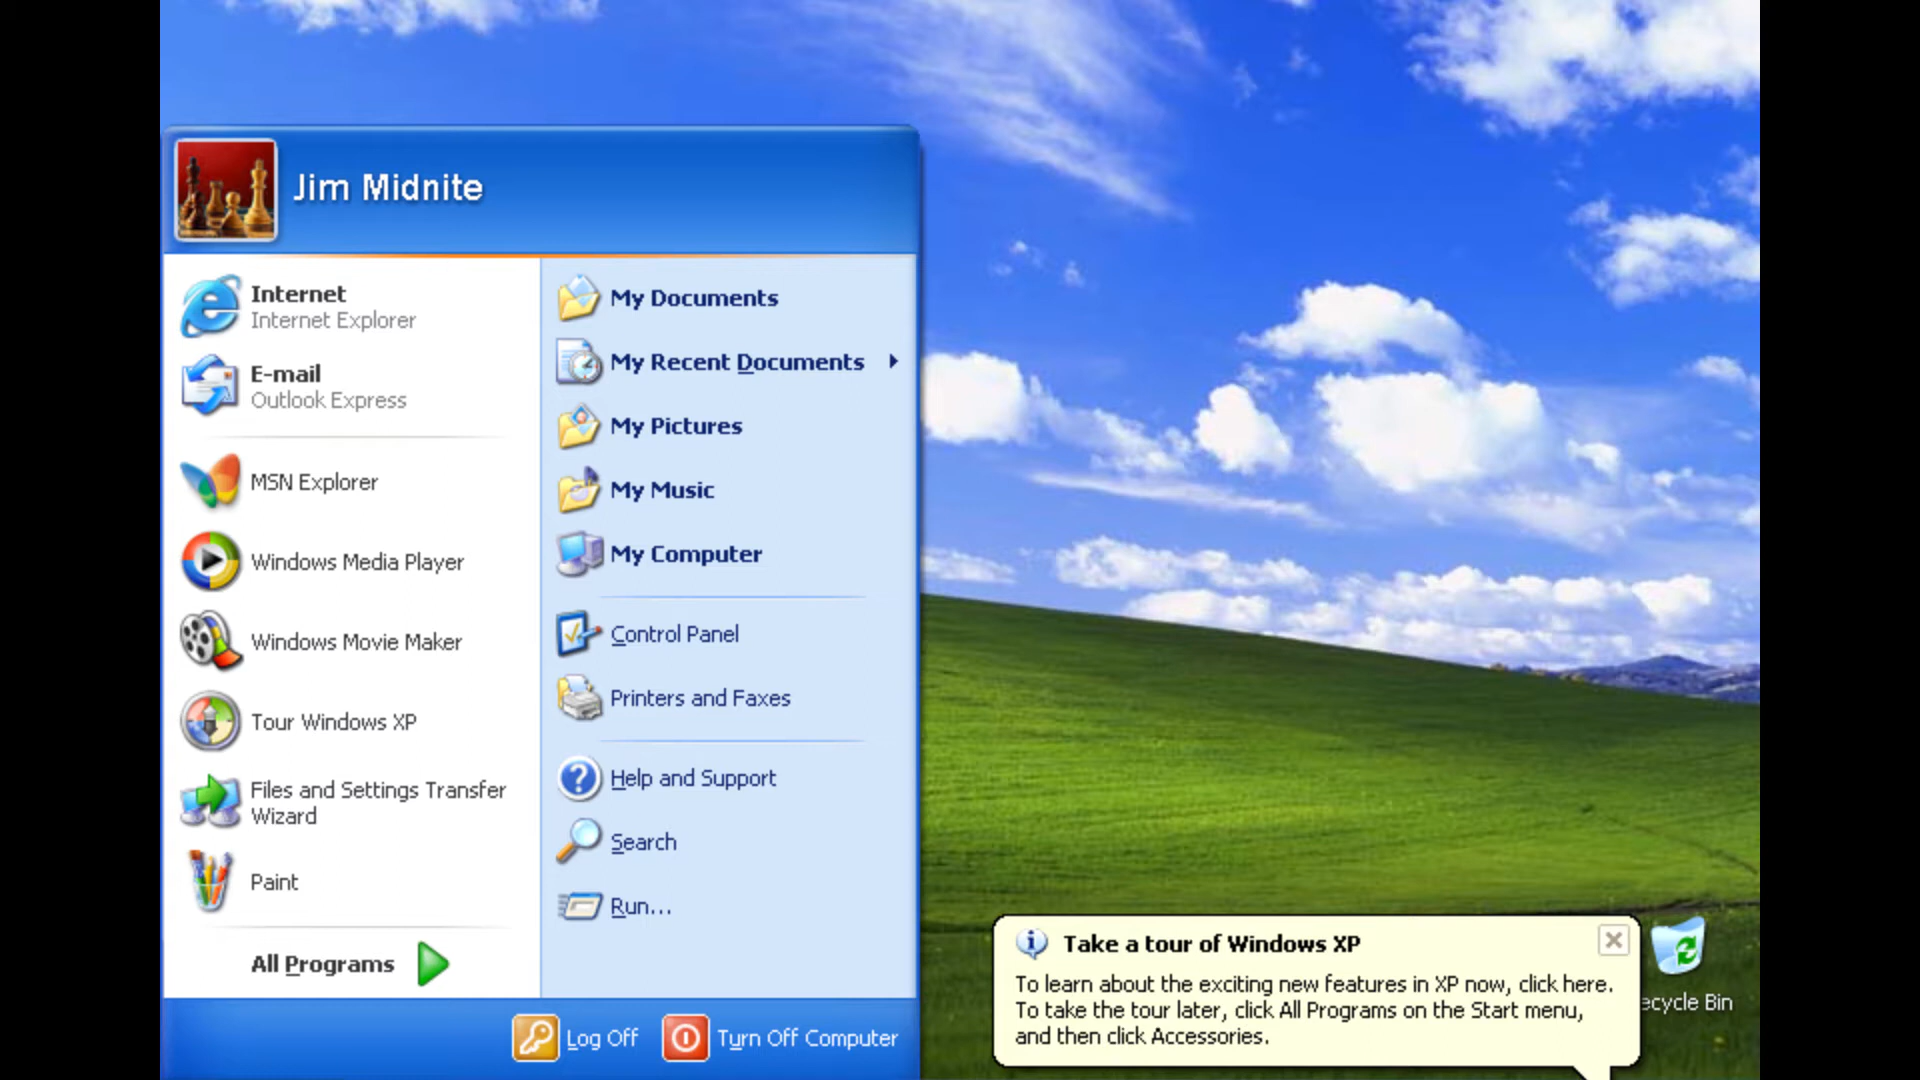 Jim Midnite
Internet
Internet Explorer
E-mail
Outlook Express
MSN Explorer
Windows Media Player
Windows Movie Maker
Tour Windows XP
Files and Settings Transfer
Wizard
Paint
All Programs
My Documents
My Recent Documents
My Pictures
My Music
My Computer
Control Panel
Printers and Faxes
Help and Support
Search
Run...
Log Off
Turn Off Computer
Take a tour of Windows XP
To learn about the exciting new features in XP now, click here.
To take the tour later, click All Programs on the Start menu,
and then click Accessories.
ecycle Bin